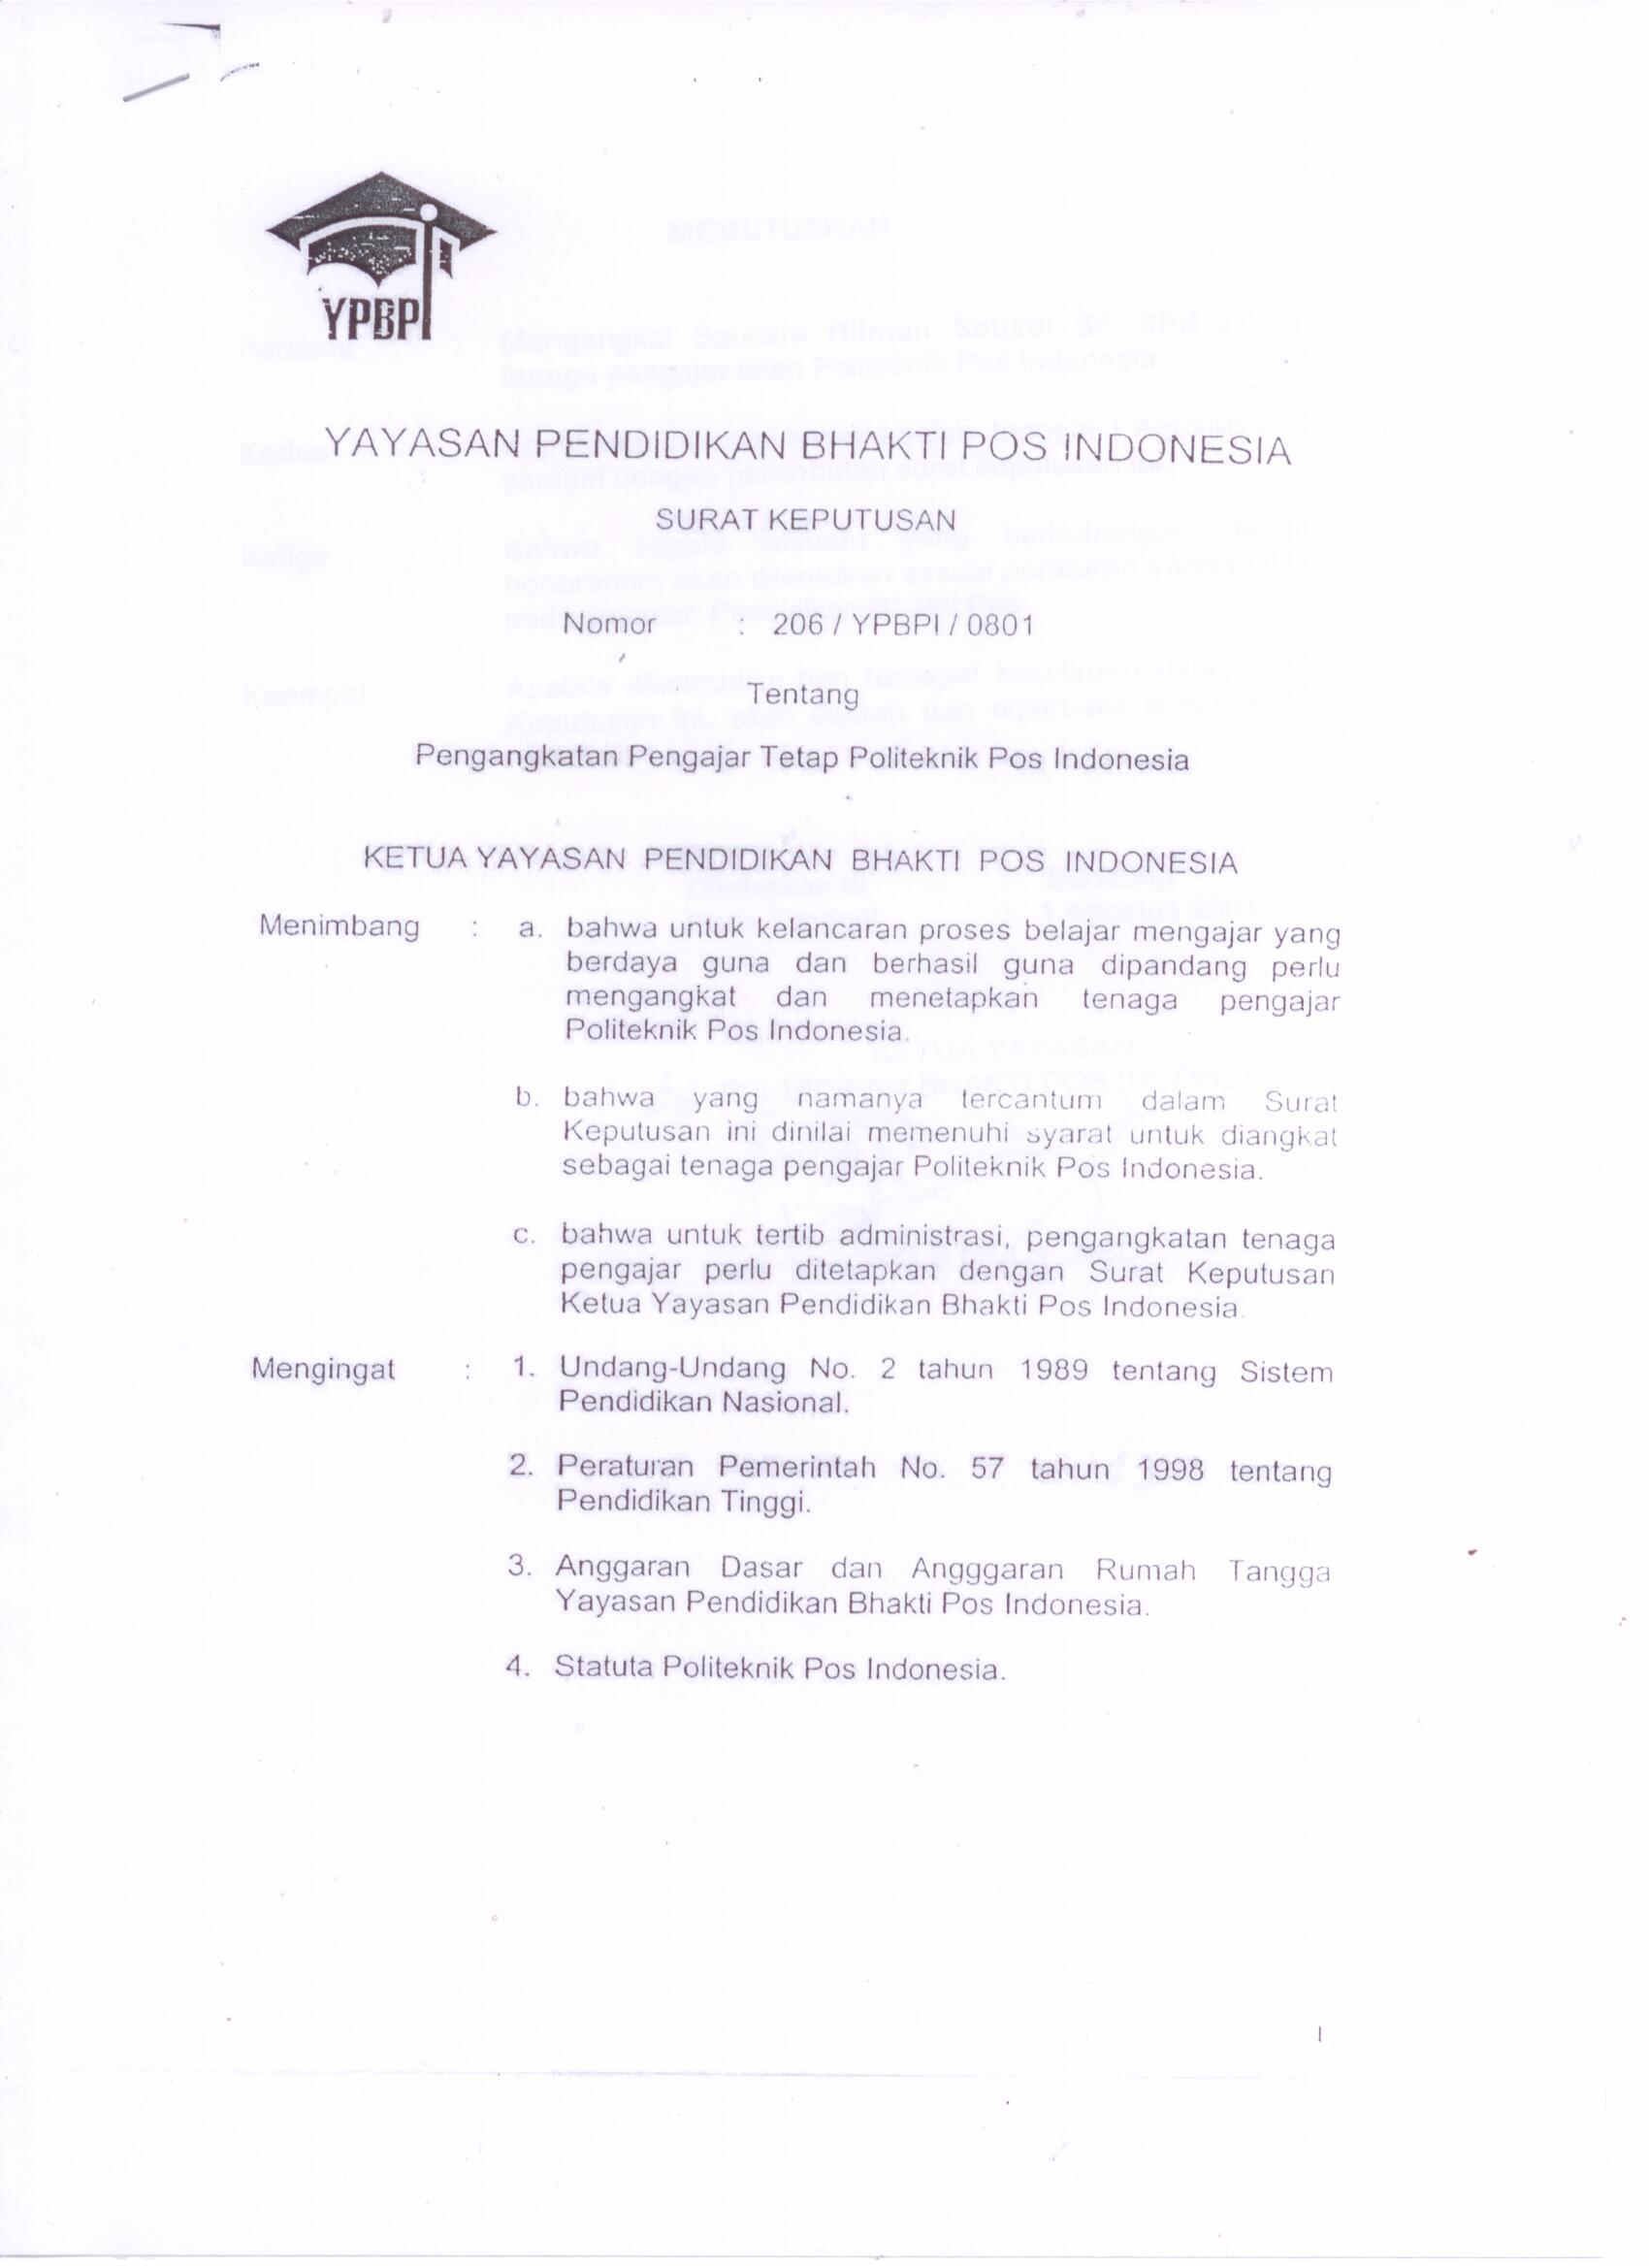 YPBPI
YAYASAN PENDIDIKAN BHAKTI POS INDONESIA
SURAT KEPUTUSAN
Nomor : 206 / YPBPI / 0801
Tentang
Pengangkatan Pengajar Tetap Politeknik Pos Indonesia
KETUA YAYASAN PENDIDIKAN BHAKTI POS INDONESIA
Menimbang : a. bahwa untuk kelancaran proses belajar mengajar yang
berdaya guna dan berhasil guna dipandang perlu
mengangkat dan menetapkan tenaga pengajar
Politeknik Pos Indonesia.
b. bahwa yang namanya tercantum dalam Surat
Keputusan ini dinilai memenuhi syarat untuk diangkat
sebagai tenaga pengajar Politeknik Pos Indonesia.
c. bahwa untuk tertib administrasi, pengangkatan tenaga
pengajar perlu ditetapkan dengan Surat Keputusan
Ketua Yayasan Pendidikan Bhakti Pos Indonesia.
Mengingat : 1. Undang-Undang No. 2 tahun 1989 tentang Sistem
Pendidikan Nasional.
2. Peraturan Pemerintah No. 57 tahun 1998 tentang
Pendidikan Tinggi.
3. Anggaran Dasar dan Angggaran Rumah Tangga
Yayasan Pendidikan Bhakti Pos Indonesia.
4. Statuta Politeknik Pos Indonesia.